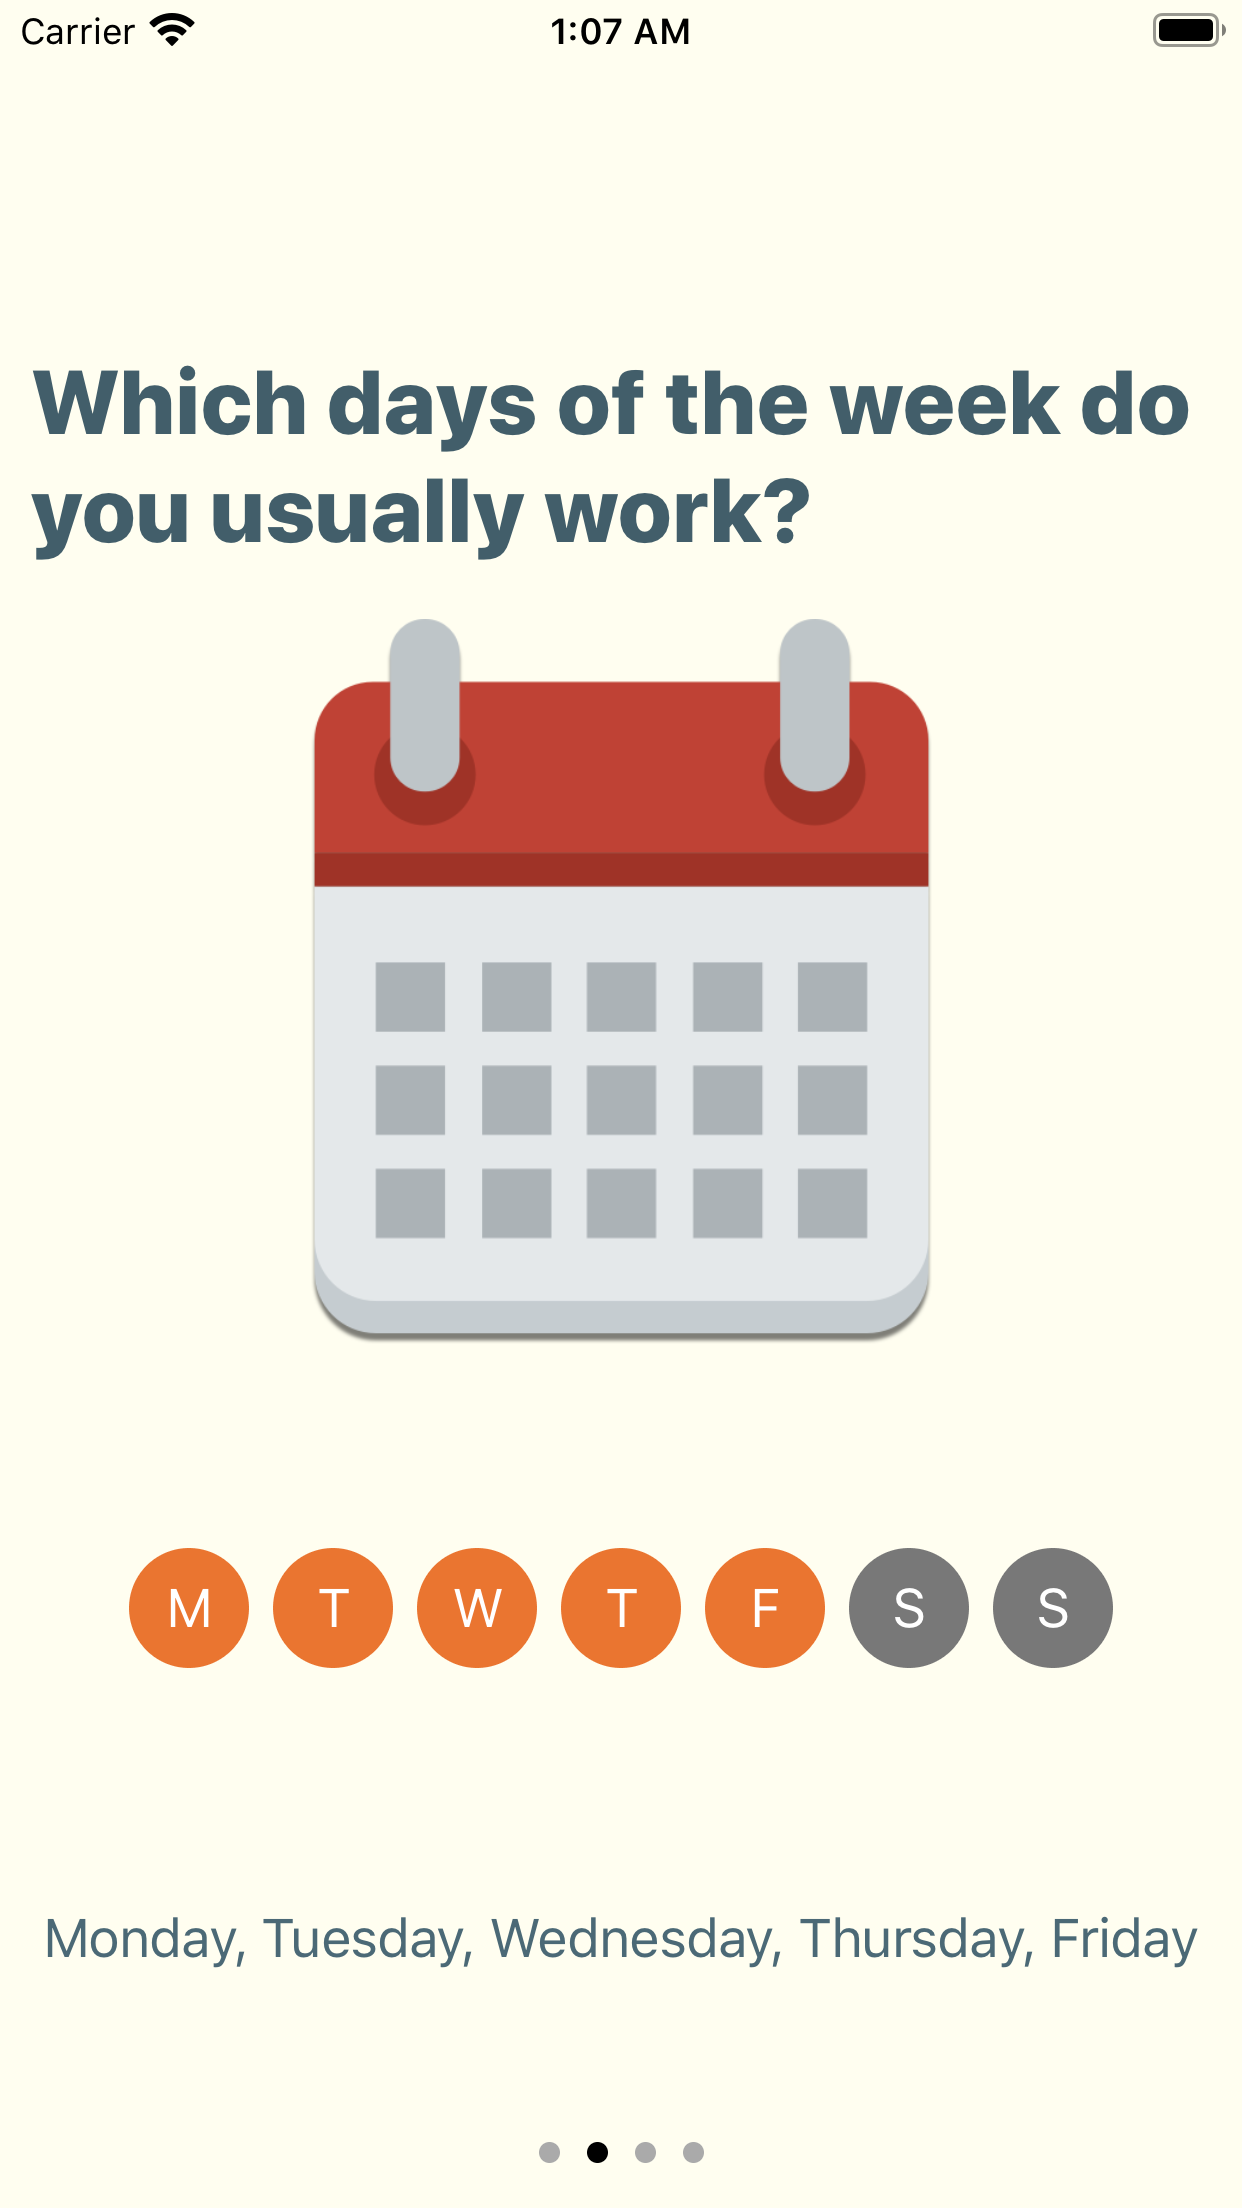 Carrier 1:07 AM
Which days of the week do
you usually work?
M T W T F S S
Monday, Tuesday, Wednesday, Thursday, Friday